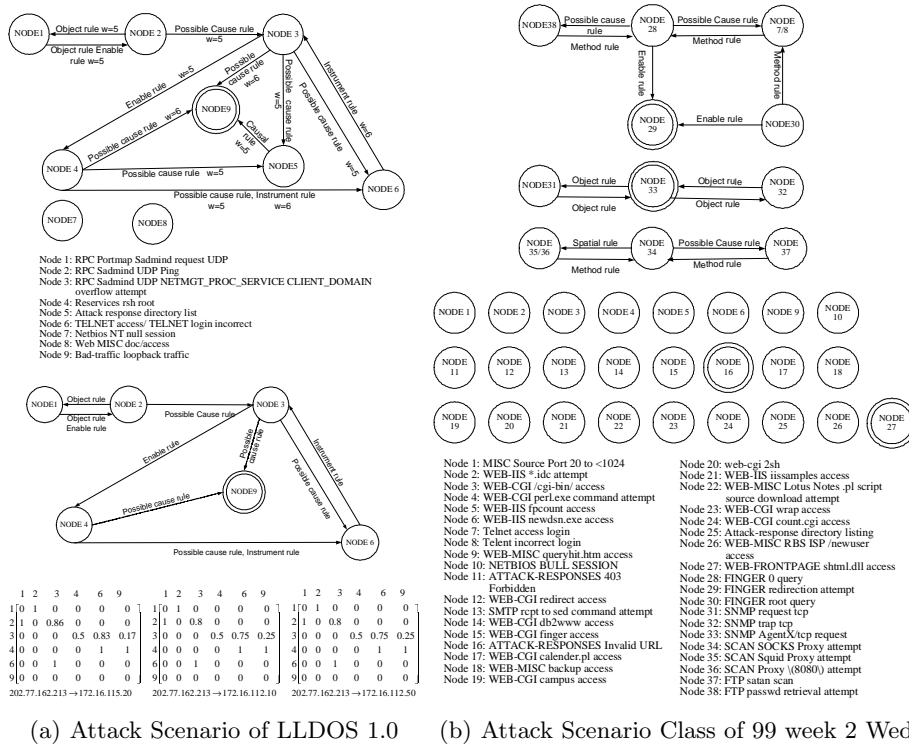 NODE1
Object rule w=5
Object rule Enable
rule w=5
NODE 2
Possible Cause rule
w=5
NODE 3
Enable rule w=5
Possible
cause rule
w=6
Possible cause rule
w=5
Possible cause rule
w=5
Instrument rule
w=6
NODE9
Possible cause rule w=6
Causal
rule
w=5
NODE 4
NODE5
Possible cause rule w=5
NODE 6
Possible cause rule, Instrument rule
w=5 w=6
NODE7
NODE8
Node 1: RPC Portmap Sadmind request UDP
Node 2: RPC Sadmind UDP Ping
Node 3: RPC Sadmind UDP NETMGT_PROC_SERVICE CLIENT_DOMAIN
overflow attempt
Node 4: Reservices rsh root
Node 5: Attack response directory list
Node 6: TELNET access/ TELNET login incorrect
Node 7: Netbios NT null session
Node 8: Web MISC doc/access
Node 9: Bad-traffic loopback traffic
NODE1
Object rule
Object rule
Enable rule
NODE 2
Possible Cause rule
NODE 3
Enable rule
Possible
cause rule
Possible cause rule
Instrument rule
NODE9
Possible cause rule
NODE 4
NODE 6
Possible cause rule, Instrument rule
1 2 3 4 6 9
1 0 1 0 0 0 0
2 1 0 0.86
3 0 0 0 0.5 0.83 0.17
4 0 0 0 0 1 1
6 0 0 1 0 0 0
9 0 0 0 0 0 0
202.77.162.213→172.16.115.20
1 2 3 4 6 9
0 1 0 0 0 0
1 0 0.8
0 0 0 0.5 0.75 0.25
0 0 0 0 1 1
0 0 1 0 0 0
0 0 0 0 0 0
202.77.162.213→172.16.112.10
1 2 3 4 6 9
0 1 0 0 0 0
1 0 0.8
0 0 0 0.5 0.75 0.25
0 0 0 0 1 1
0 0 1 0 0 0
0 0 0 0 0 0
202.77.162.213→172.16.112.50
(a) Attack Scenario of LLDOS 1.0
NODE38
Possible cause
rule
Method rule
NODE
28
Possible Cause rule
Method rule
NODE
7/8
Enable rule
Method rule
NODE
29
Enable rule
NODE30
NODE31
Object rule
Object rule
NODE
33
Object rule
Object rule
NODE
32
NODE
35/36
Spatial rule
Method rule
NODE
34
Possible Cause rule
Method rule
NODE
37
NODE 1
NODE 2
NODE 3
NODE 4
NODE 5
NODE 6
NODE 9
NODE
10
NODE
11
NODE
12
NODE
13
NODE
14
NODE
15
NODE
16
NODE
17
NODE
18
NODE
19
NODE
20
NODE
21
NODE
22
NODE
23
NODE
24
NODE
25
NODE
26
NODE
27
Node 1: MISC Source Port 20 to <1024
Node 2: WEB-IIS *.idc attempt
Node 3: WEB-CGI /cgi-bin/ access
Node 4: WEB-CGI perl.exe command attempt
Node 5: WEB-IIS fpcount access
Node 6: WEB-IIS newdsn.exe access
Node 7: Telnet access login
Node 8: Telent incorrect login
Node 9: WEB-MISC queryhit.htm access
Node 10: NETBIOS BULL SESSION
Node 11: ATTACK-RESPONSES 403
Forbidden
Node 12: WEB-CGI redirect access
Node 13: SMTP rcpt to sed command attempt
Node 14: WEB-CGI db2www access
Node 15: WEB-CGI finger access
Node 16: ATTACK-RESPONSES Invalid URL
Node 17: WEB-CGI calender.pl access
Node 18: WEB-MISC backup access
Node 19: WEB-CGI campus access
Node 20: web-cgi 2sh
Node 21: WEB-IIS iissamples access
Node 22: WEB-MISC Lotus Notes .pl script
source download attempt
Node 23: WEB-CGI wrap access
Node 24: WEB-CGI count.cgi access
Node 25: Attack-response directory listing
Node 26: WEB-MISC RBS ISP /newuser
access
Node 27: WEB-FRONTPAGE shtml.dll access
Node 28: FINGER 0 query
Node 29: FINGER redirection attempt
Node 30: FINGER root query
Node 31: SNMP request tcp
Node 32: SNMP trap tcp
Node 33: SNMP AgentX/tcp request
Node 34: SCAN SOCKS Proxy attempt
Node 35: SCAN Squid Proxy attempt
Node 36: SCAN Proxy \(8080\) attempt
Node 37: FTP satan scan
Node 38: FTP passwd retrieval attempt
(b) Attack Scenario Class of 99 week 2 Wed